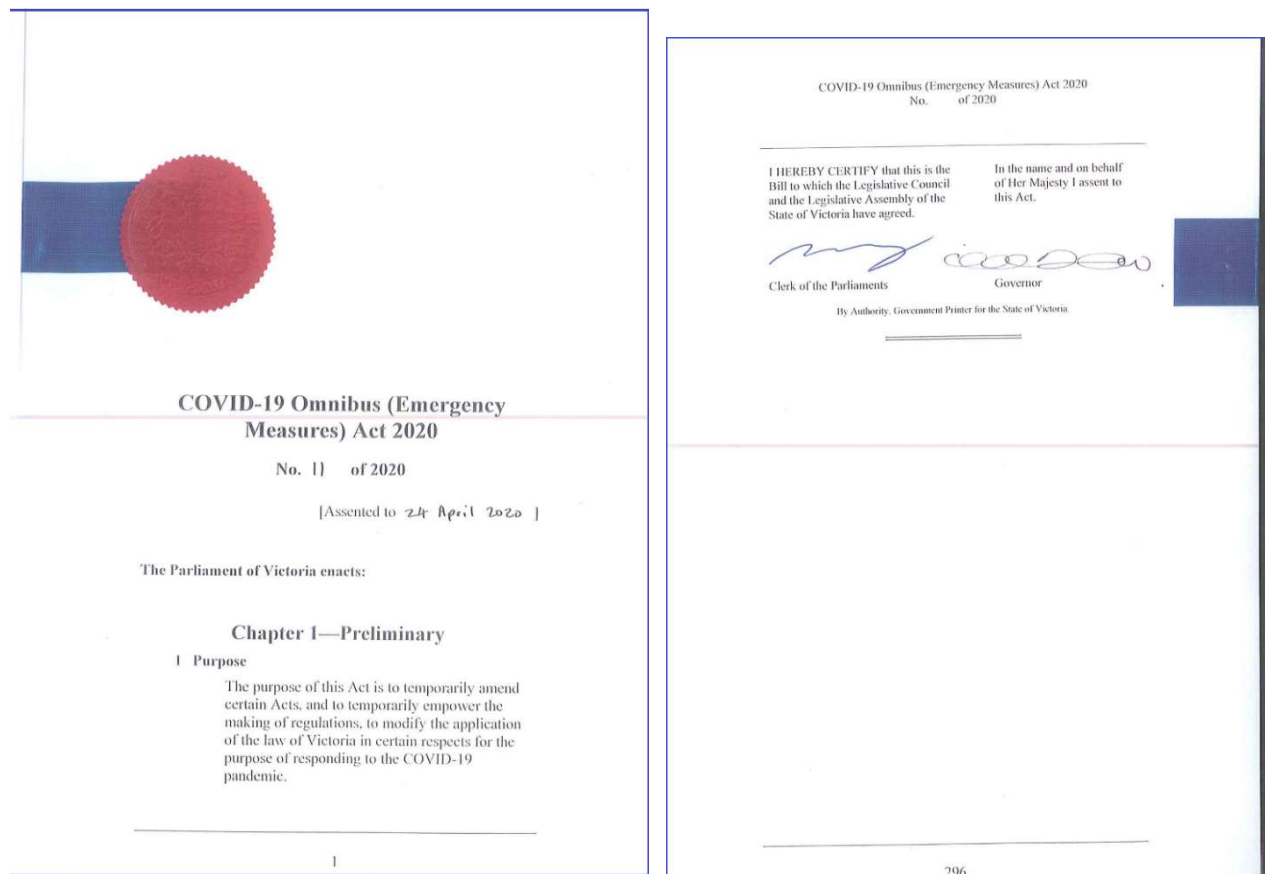 COVID-19 Omnibus (Emergency
Measures) Act 2020
No. 11 of 2020
[Assented to 24 April 2020 ]
The Parliament of Victoria enacts:
Chapter 1—Preliminary
1 Purpose
The purpose of this Act is to temporarily amend
certain Acts, and to temporarily empower the
making of regulations, to modify the application
of the law of Victoria in certain respects for the
purpose of responding to the COVID-19
pandemic.
1
COVID-19 Omnibus (Emergency Measures) Act 2020
No. of 2020
I HEREBY CERTIFY that this is the
Bill to which the Legislative Council
and the Legislative Assembly of the
State of Victoria have agreed.
In the name and on behalf
of Her Majesty I assent to
this Act.
Clerk of the Parliaments
Governor
By Authority. Government Printer for the State of Victoria
296